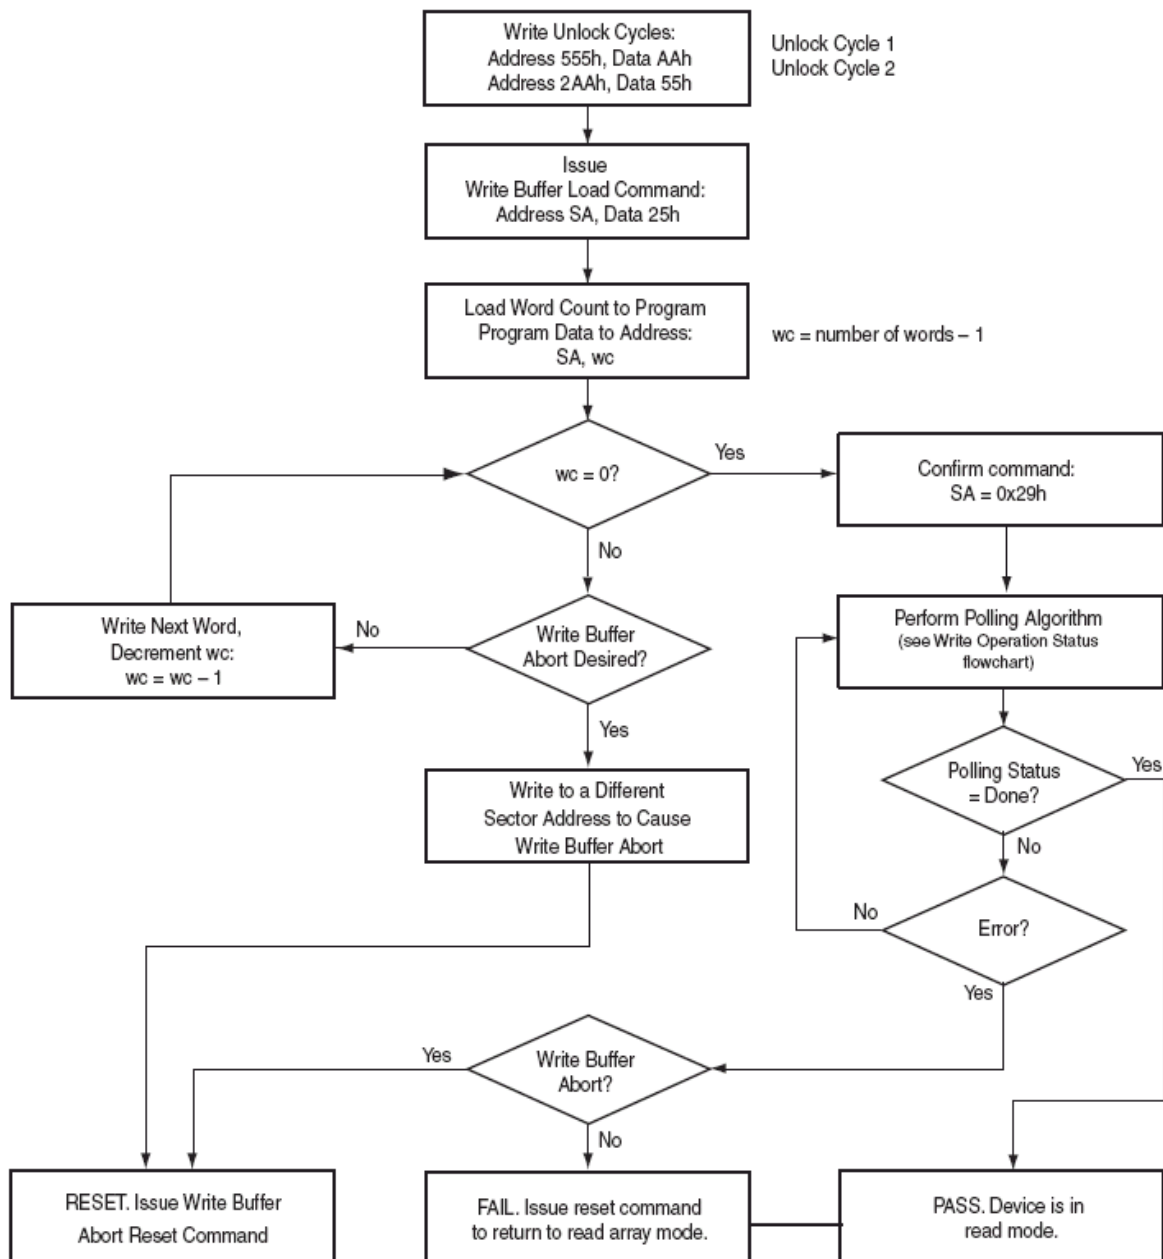 Write Unlock Cycles:
Address 555h, Data AAh
Address 2AAh, Data 55h
Unlock Cycle 1
Unlock Cycle 2
Issue
Write Buffer Load Command:
Address SA, Data 25h
Load Word Count to Program
Program Data to Address:
SA, wc
wc = number of words – 1
wc = 0?
Yes
Confirm command:
SA = 0x29h
No
Write Next Word,
Decrement wc:
wc = wc – 1
No
Write Buffer
Abort Desired?
Perform Polling Algorithm
(see Write Operation Status
flowchart)
Yes
Write to a Different
Sector Address to Cause
Write Buffer Abort
Polling Status
= Done?
Yes
No
No
Error?
Yes
Yes
Write Buffer
Abort?
No
RESET. Issue Write Buffer
Abort Reset Command
FAIL. Issue reset command
to return to read array mode.
PASS. Device is in
read mode.